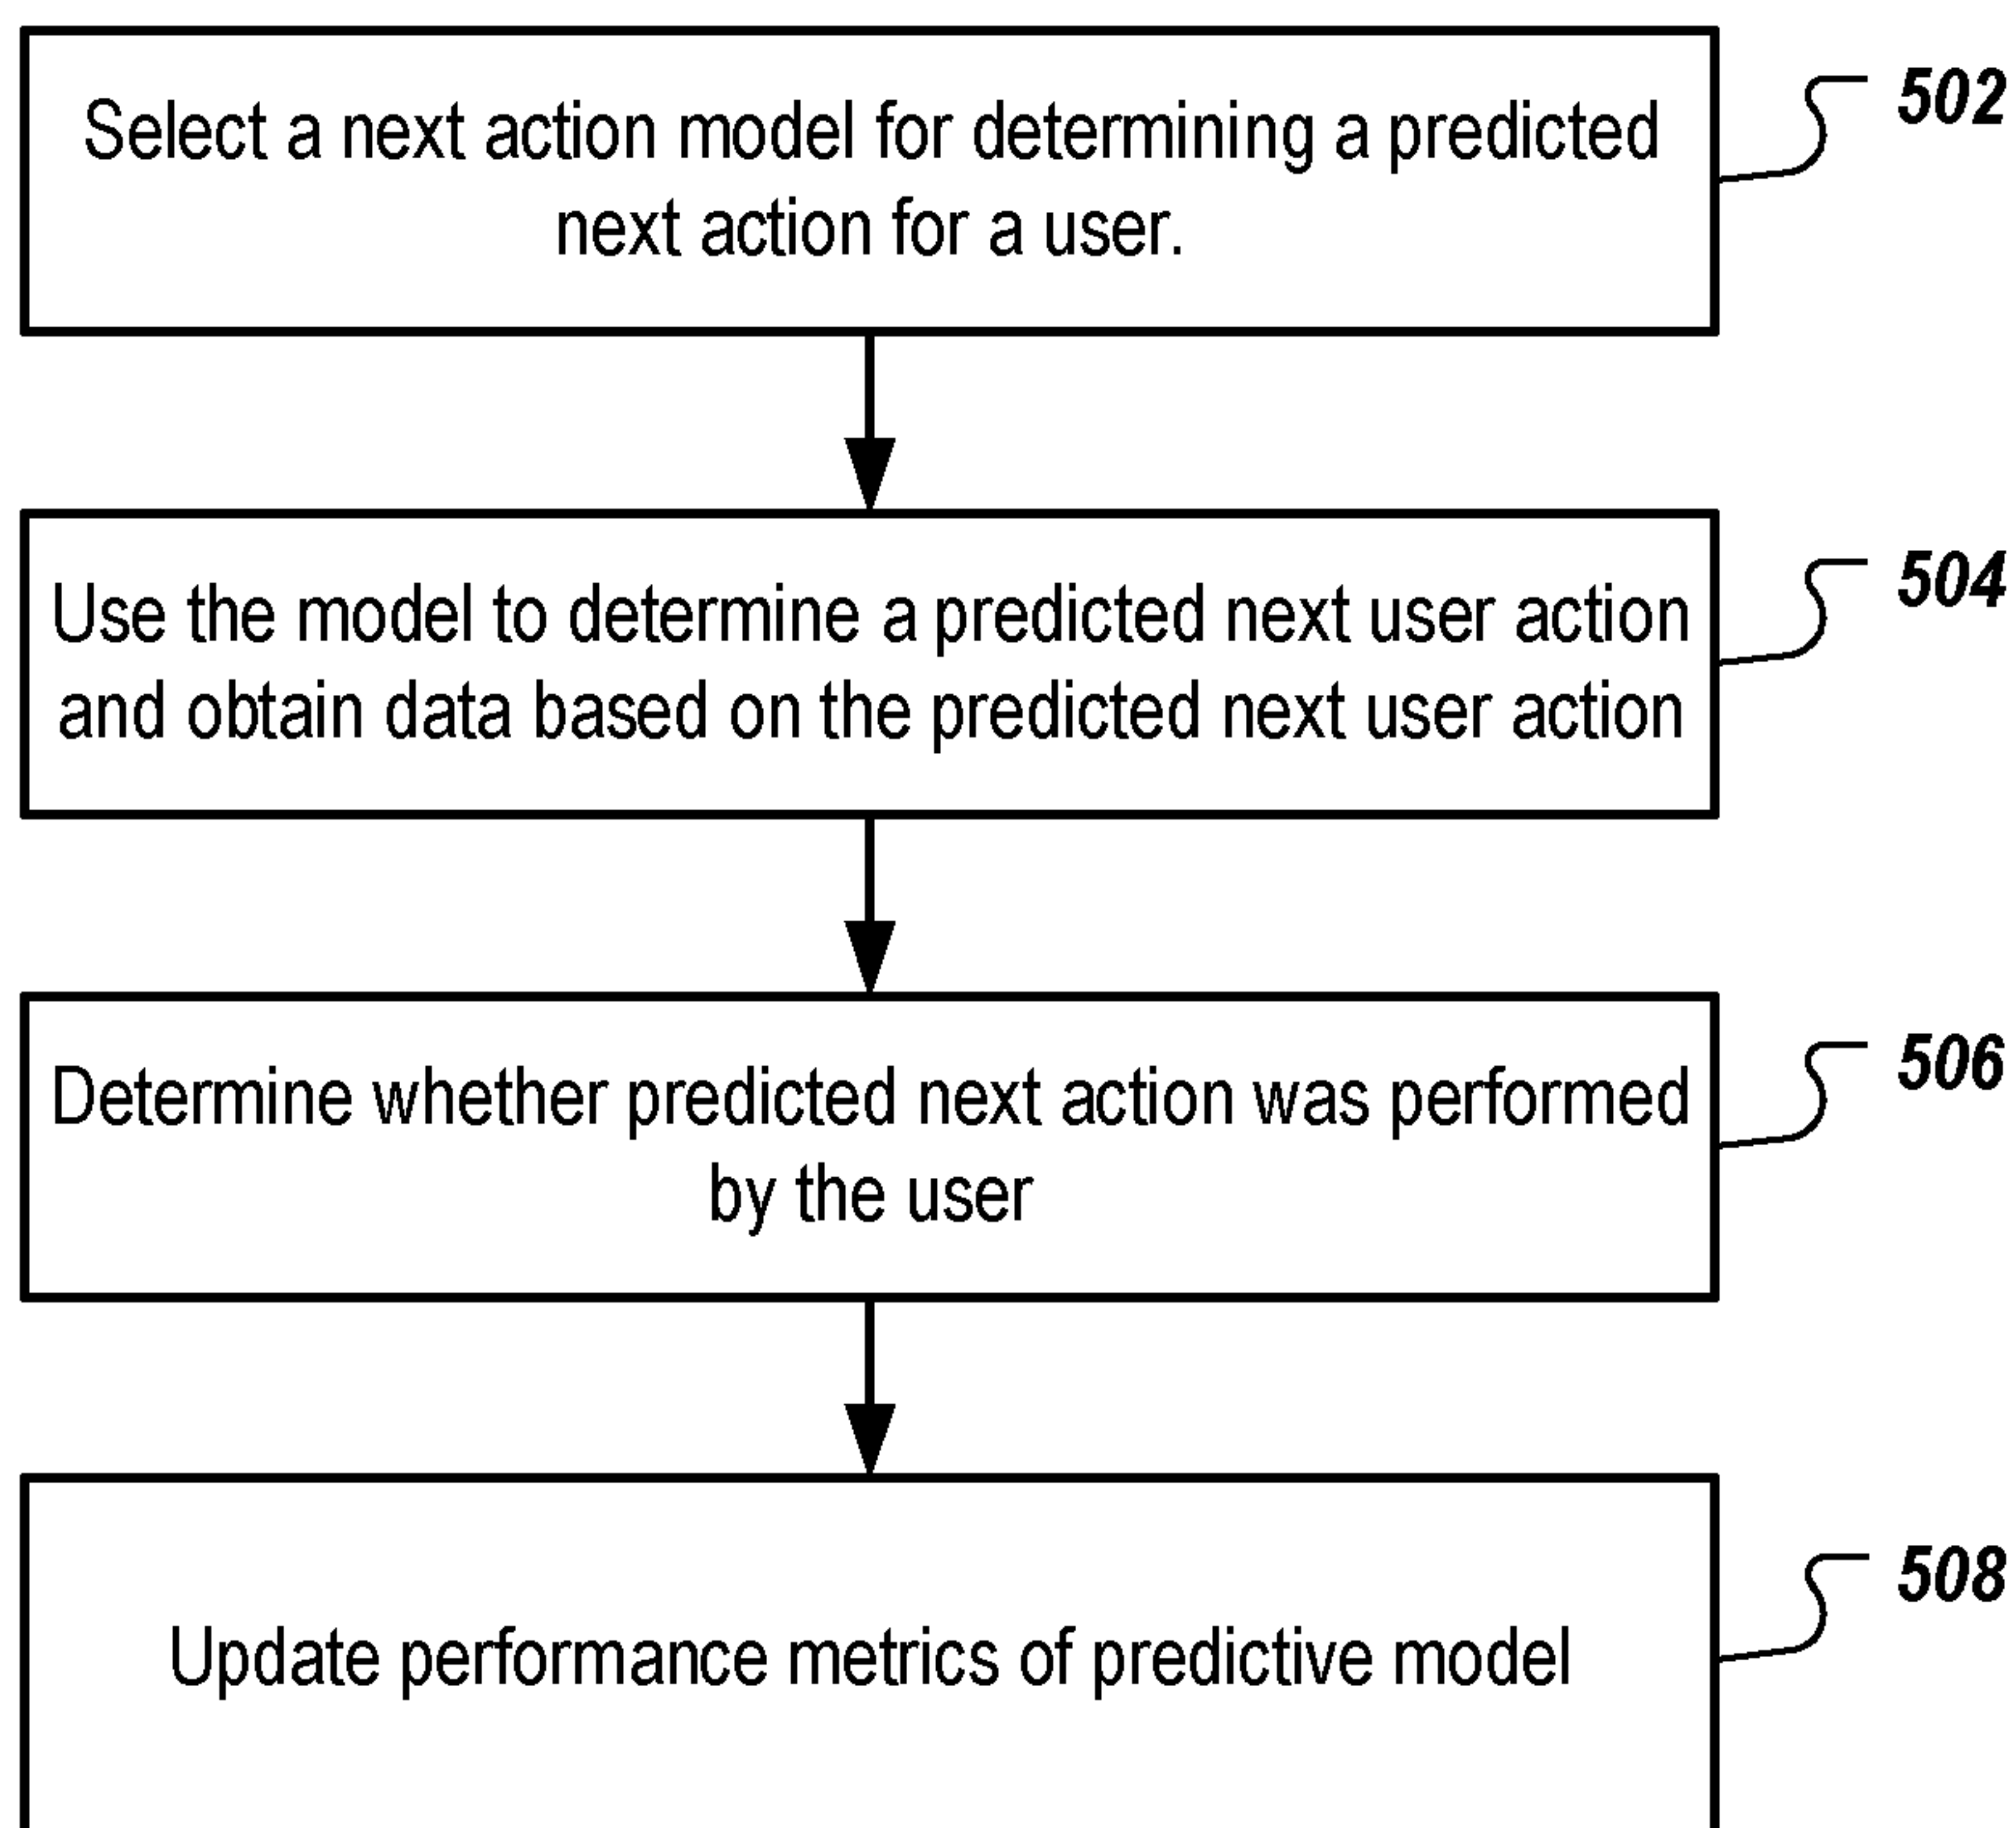 Select a next action model for determining a predicted
next action for a user.
502
Use the model to determine a predicted next user action
and obtain data based on the predicted next user action
504
Determine whether predicted next action was performed
by the user
506
Update performance metrics of predictive model
508